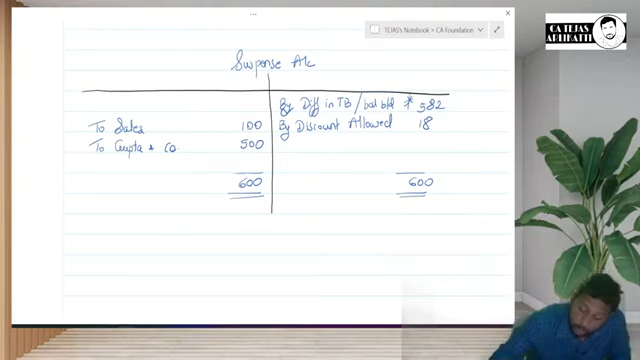 TEJAS's Notebook > CA Foundation
CA TEJAS
ARLIKATTI
Suspense A/c
By Diff in TB / bal b/d * 582
To Sales 100 By Discount Allowed 18
To Gupta & Co 500
600 600